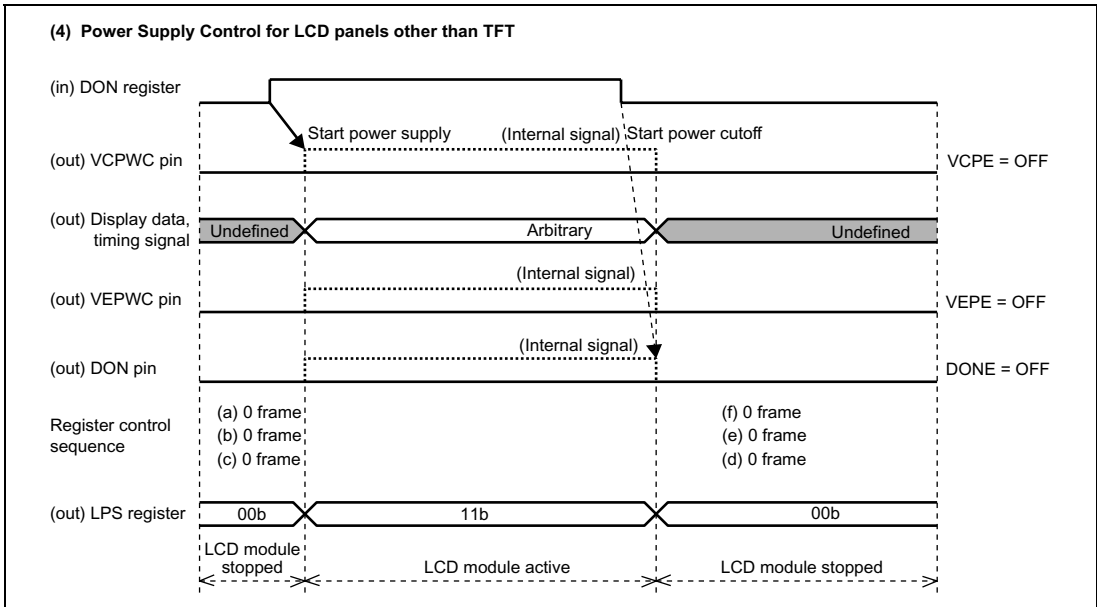 (4) Power Supply Control for LCD panels other than TFT
(in) DON register
Start power supply
(Internal signal)
Start power cutoff
(out) VCPWC pin
VCPE = OFF
(out) Display data,
timing signal
Undefined
Arbitrary
Undefined
(Internal signal)
(out) VEPWC pin
VEPE = OFF
(Internal signal)
(out) DON pin
DONE = OFF
Register control
sequence
(a) 0 frame
(b) 0 frame
(c) 0 frame
(f) 0 frame
(e) 0 frame
(d) 0 frame
(out) LPS register
00b
11b
00b
LCD module
stopped
LCD module active
LCD module stopped